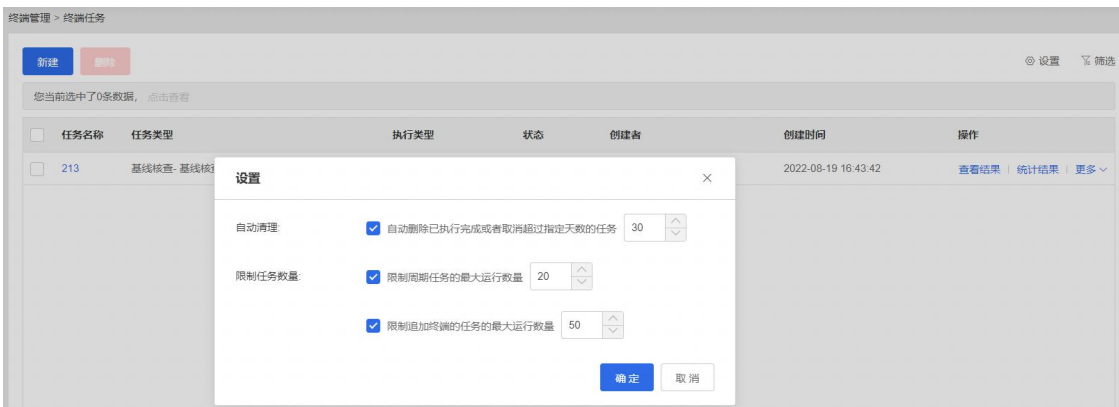 终端管理 > 终端任务
新建 删除 设置 筛选
您当前选中了0条数据, 点击查看
任务名称 任务类型 执行类型 状态 创建者 创建时间 操作
213 基线核查- 基线核查 2022-08-19 16:43:42 查看结果 统计结果 更多
设置
自动清理: 自动删除已执行完成或者取消超过指定天数的任务 30
限制任务数量: 限制周期任务的最大运行数量 20
限制追加终端的任务的最大运行数量 50
确定 取消